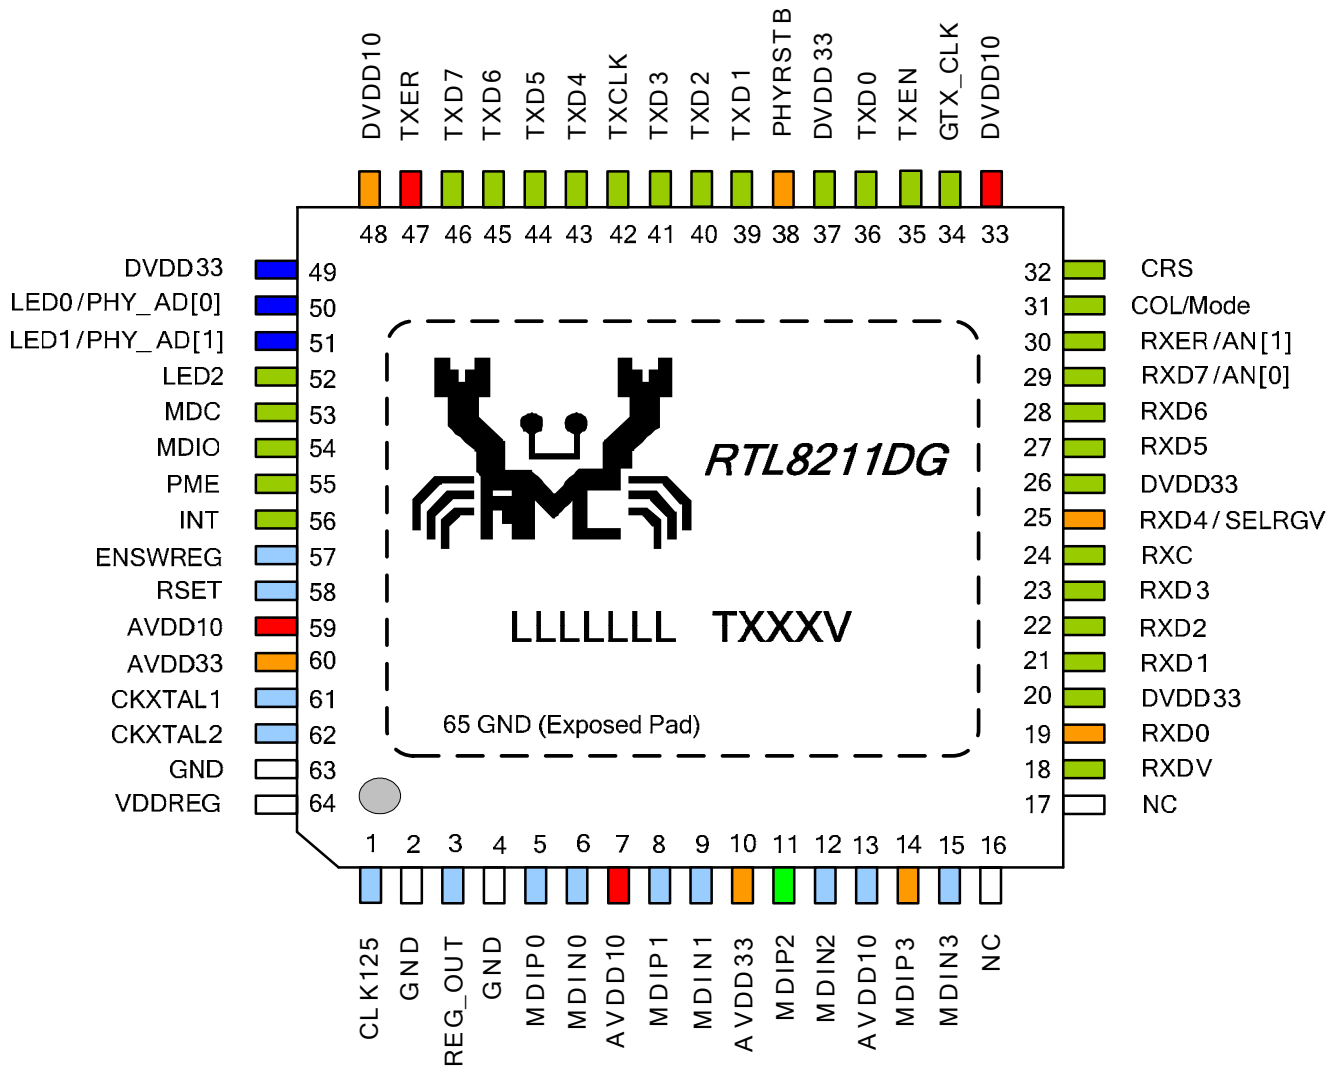 DVDD10
TXER
TXD7
TXD6
TXD5
TXD4
TXCLK
TXD3
TXD2
TXD1
PHYRSTB
DVDD33
TXD0
TXEN
GTX_CLK
DVDD10
48 47 46 45 44 43 42 41 40 39 38 37 36 35 34 33
DVDD33 49
LED0/PHY_AD[0] 50
LED1/PHY_AD[1] 51
LED2 52
MDC 53
MDIO 54
PME 55
INT 56
ENSWREG 57
RSET 58
AVDD10 59
AVDD33 60
CKXTAL1 61
CKXTAL2 62
GND 63
VDDREG 64
RTL8211DG
LLLLLLL TXXXV
65 GND (Exposed Pad)
32 CRS
31 COL/Mode
30 RXER/AN[1]
29 RXD7/AN[0]
28 RXD6
27 RXD5
26 DVDD33
25 RXD4/SELRGV
24 RXC
23 RXD3
22 RXD2
21 RXD1
20 DVDD33
19 RXD0
18 RXDV
17 NC
1 2 3 4 5 6 7 8 9 10 11 12 13 14 15 16
CLK125
GND
REG_OUT
GND
MDIP0
MDIN0
AVDD10
MDIP1
MDIN1
AVDD33
MDIP2
MDIN2
AVDD10
MDIP3
MDIN3
NC